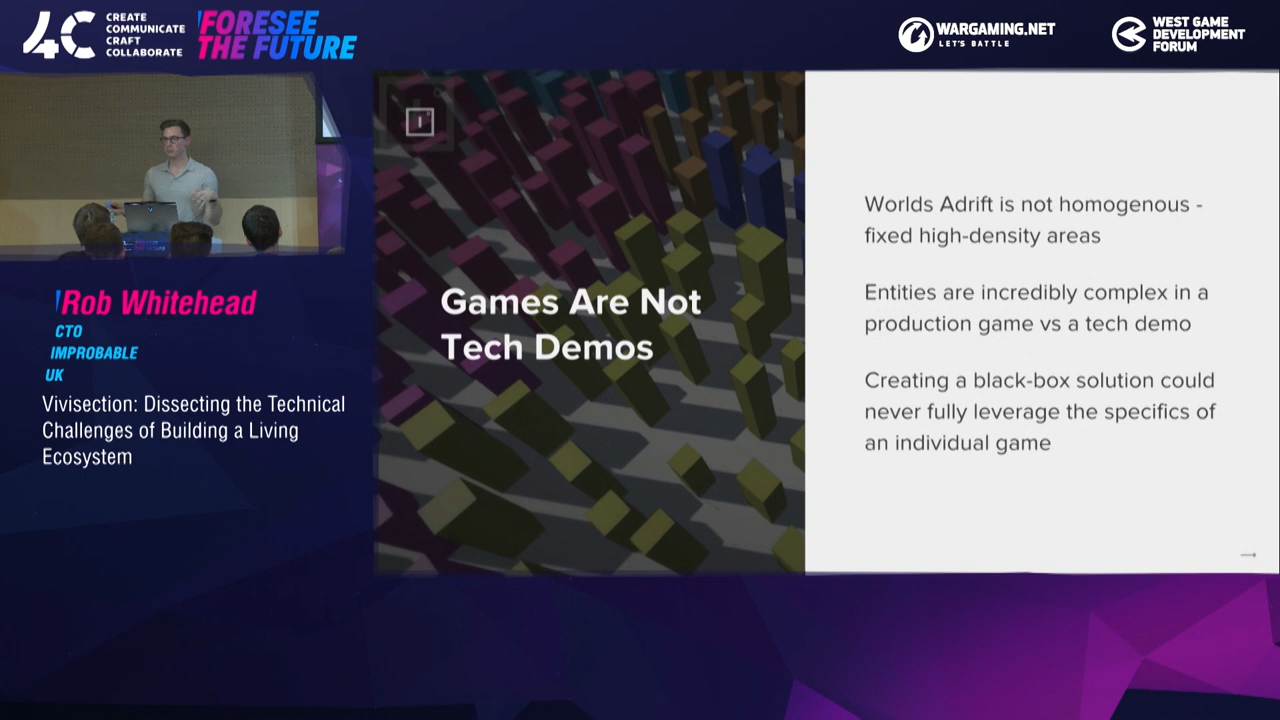 4C
CREATE
COMMUNICATE
CRAFT
COLLABORATE
FORESEE
THE FUTURE
WARGAMING.NET
LET'S BATTLE
WEST GAME
DEVELOPMENT
FORUM
Rob Whitehead
CTO
IMPROBABLE
UK
Vivisection: Dissecting the Technical
Challenges of Building a Living
Ecosystem
Games Are Not
Tech Demos
Worlds Adrift is not homogenous -
fixed high-density areas
Entities are incredibly complex in a
production game vs a tech demo
Creating a black-box solution could
never fully leverage the specifics of
an individual game